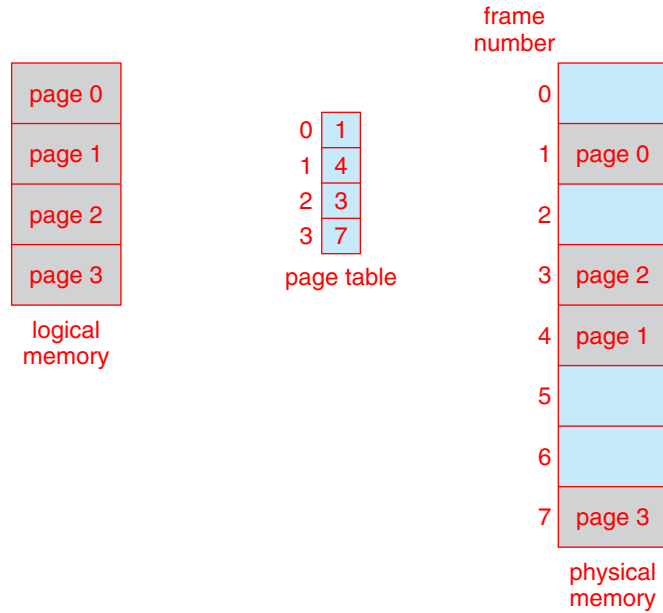 frame
number
page 0
page 1
page 2
page 3
logical
memory
0 1
1 4
2 3
3 7
page table
0
1 page 0
2
3 page 2
4 page 1
5
6
7 page 3
physical
memory